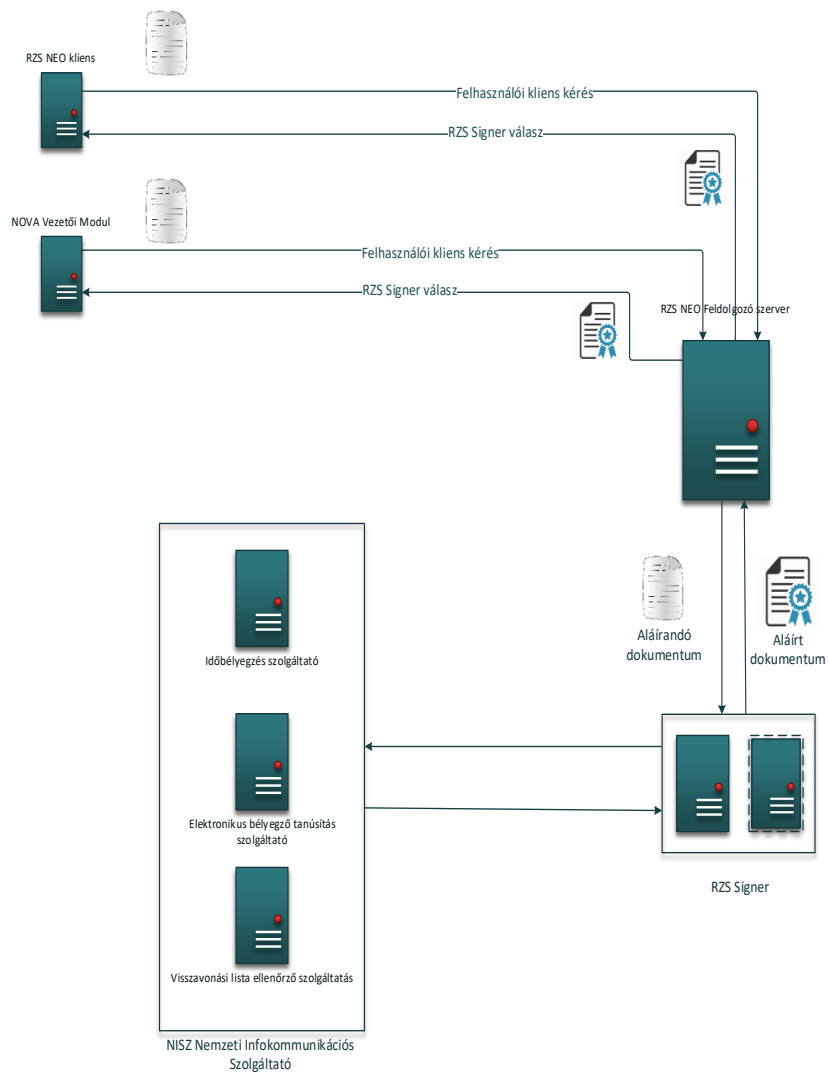 RZS NEO kliens
Felhasználói kliens kérés
RZS Signer válasz
NOVA Vezetői Modul
Felhasználói kliens kérés
RZS Signer válasz
RZS NEO Feldolgozó szerver
Aláírandó
dokumentum
Aláírt
dokumentum
Időbélyegzés szolgáltató
Elektronikus bélyegző tanúsítás
szolgáltató
Visszavonási lista ellenőrző szolgáltatás
RZS Signer
NISZ Nemzeti Infokommunikációs
Szolgáltató